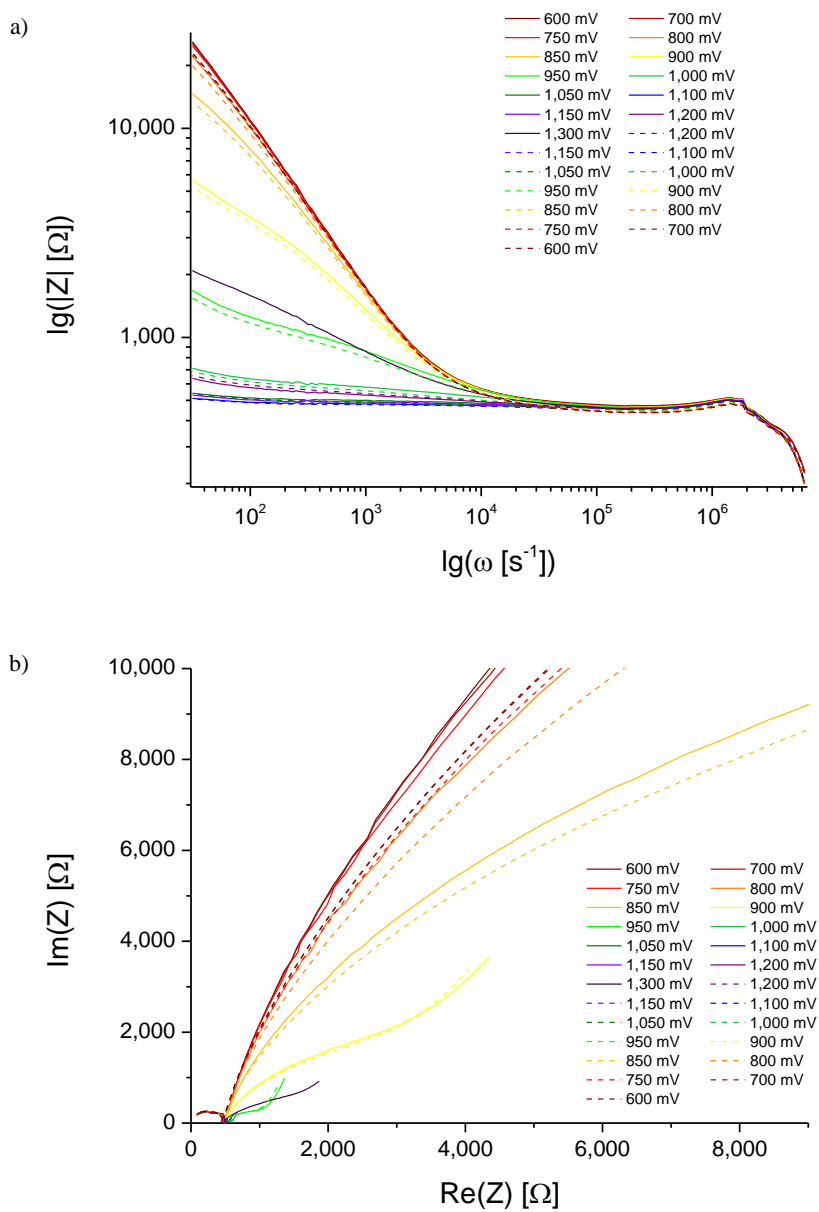 a)
600 mV 700 mV
750 mV 800 mV
850 mV 900 mV
950 mV 1,000 mV
1,050 mV 1,100 mV
1,150 mV 1,200 mV
1,300 mV 1,200 mV
1,150 mV 1,100 mV
1,050 mV 1,000 mV
950 mV 900 mV
850 mV 800 mV
750 mV 700 mV
600 mV
10,000
1,000
lg(|Z| [Ω])
10² 10³ 10⁴ 10⁵ 10⁶
lg(ω [s⁻¹])
b)
10,000
8,000
6,000
4,000
2,000
0
Im(Z) [Ω]
600 mV 700 mV
750 mV 800 mV
850 mV 900 mV
950 mV 1,000 mV
1,050 mV 1,100 mV
1,150 mV 1,200 mV
1,300 mV 1,200 mV
1,150 mV 1,100 mV
1,050 mV 1,000 mV
950 mV 900 mV
850 mV 800 mV
750 mV 700 mV
600 mV
0 2,000 4,000 6,000 8,000
Re(Z) [Ω]